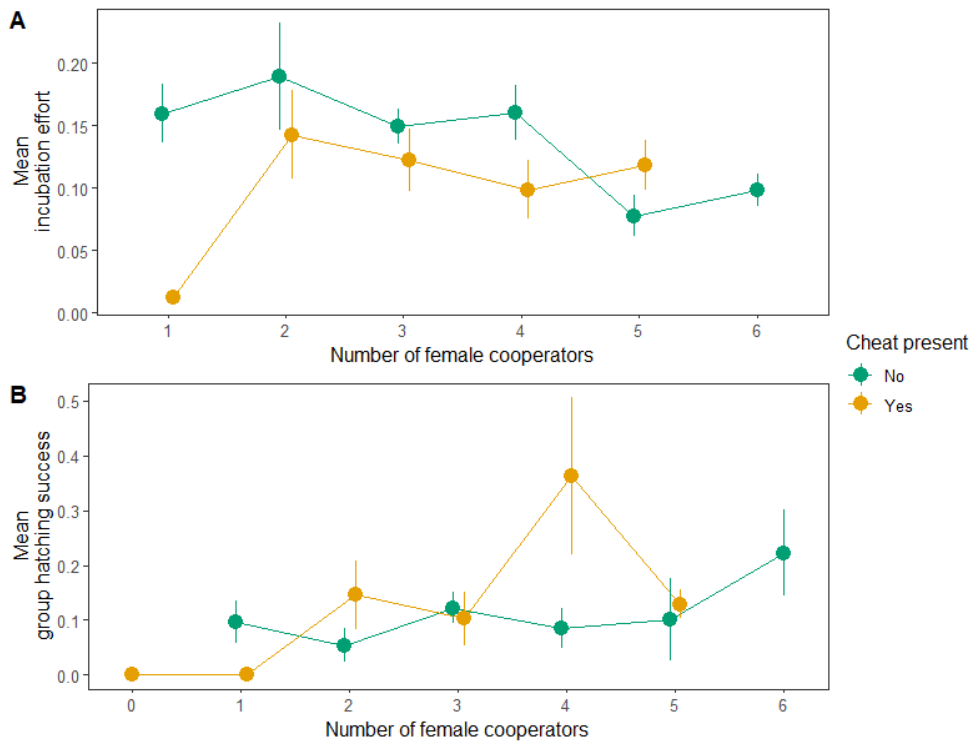 A
Mean
incubation effort
0.20
0.15
0.10
0.05
0.00
1 2 3 4 5 6
Number of female cooperators
Cheat present
No
Yes
B
Mean
group hatching success
0.5
0.4
0.3
0.2
0.1
0.0
0 1 2 3 4 5 6
Number of female cooperators